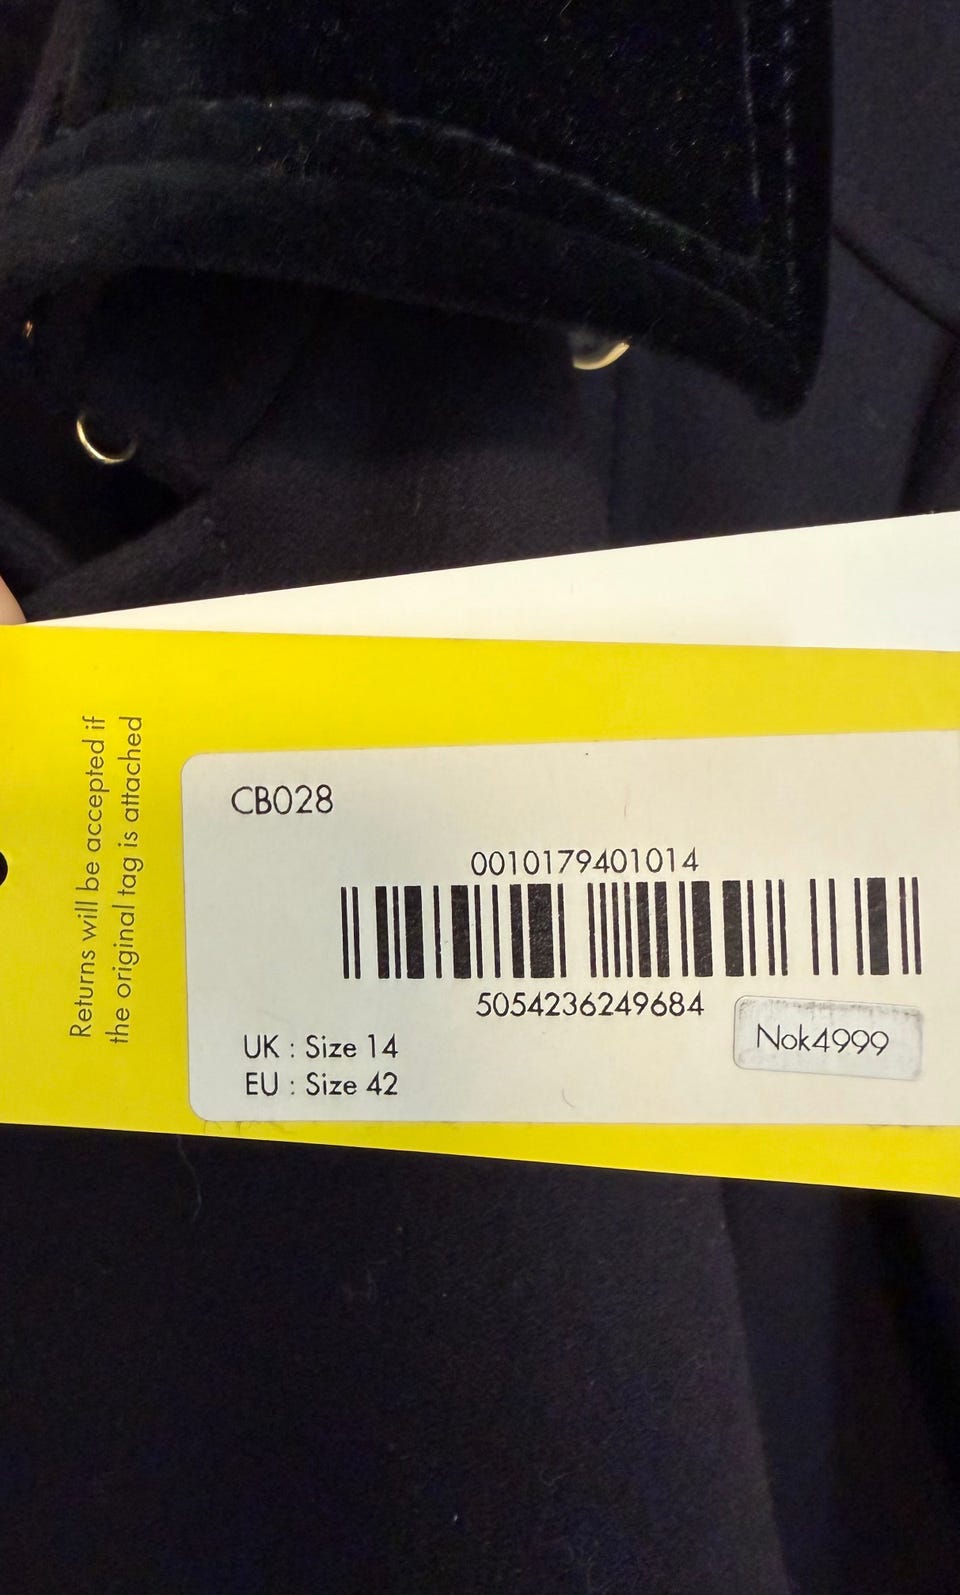 Returns will be accepted if
the original tag is attached
CB028
0010179401014
5054236249684
Nok4999
UK : Size 14
EU : Size 42